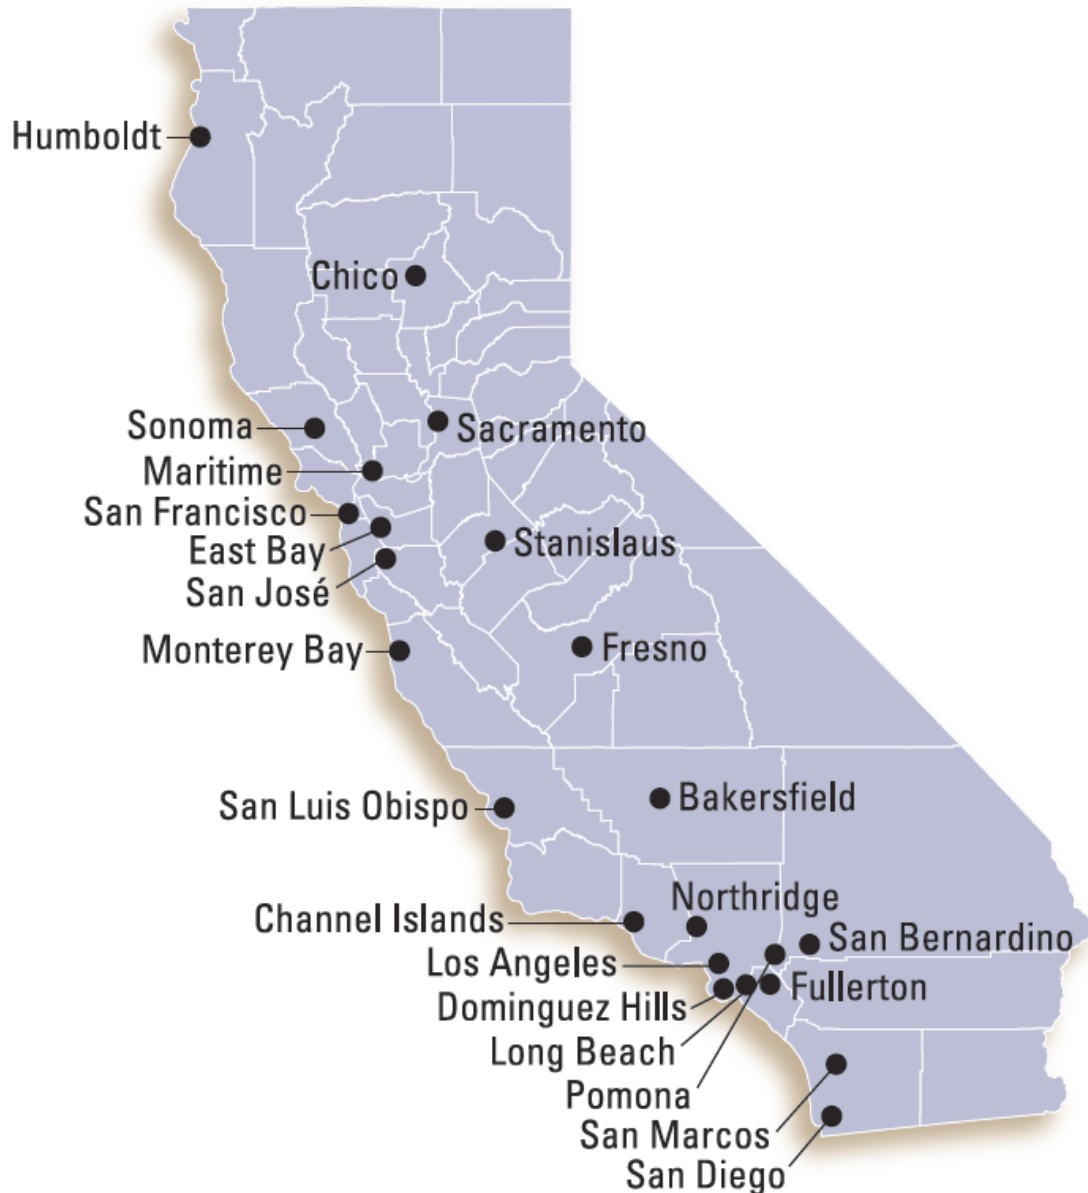 Humboldt
Chico
Sonoma
Sacramento
Maritime
San Francisco
East Bay
Stanislaus
San José
Monterey Bay
Fresno
San Luis Obispo
Bakersfield
Northridge
Channel Islands
San Bernardino
Los Angeles
Fullerton
Dominguez Hills
Long Beach
Pomona
San Marcos
San Diego